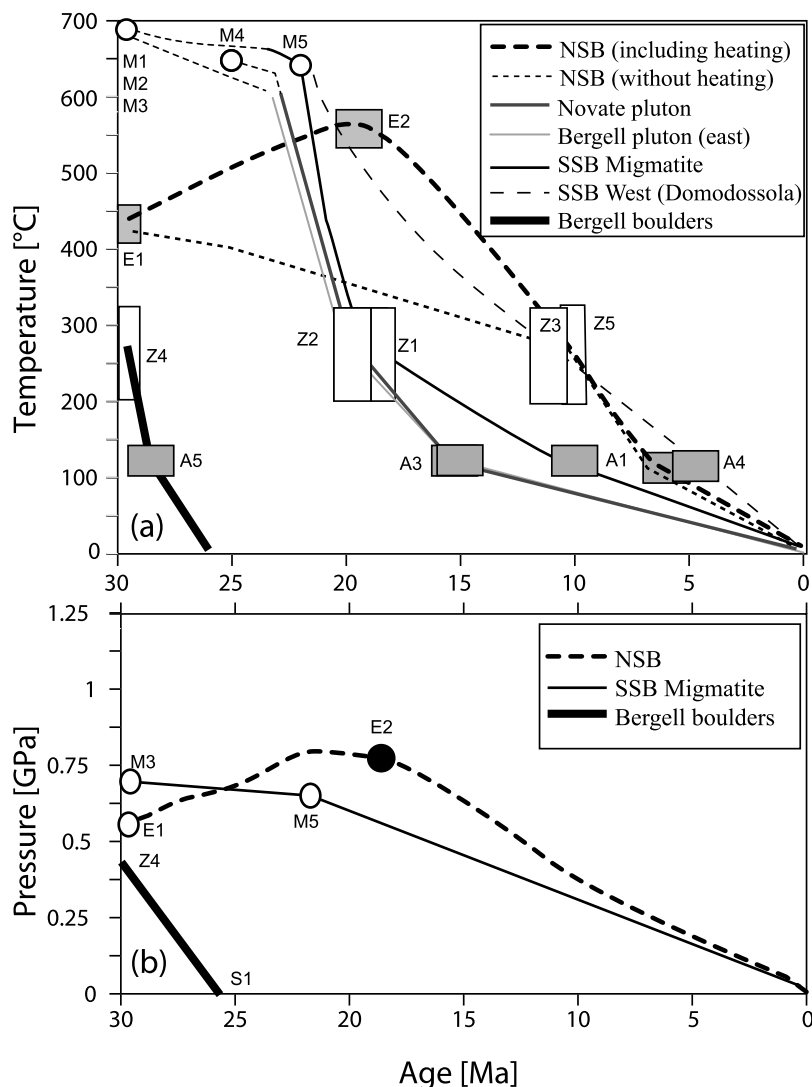 700
600
500
400
300
200
100
0
Temperature [°C]
M1
M2
M3
M4
M5
E2
E1
Z4
A5
Z2
Z1
Z3
Z5
A3
A1
A4
(a)
NSB (including heating)
NSB (without heating)
Novate pluton
Bergell pluton (east)
SSB Migmatite
SSB West (Domodossola)
Bergell boulders
30
25
20
15
10
5
0
1.25
1
0.75
0.5
0.25
0
Pressure [GPa]
M3
E1
Z4
M5
E2
S1
(b)
NSB
SSB Migmatite
Bergell boulders
30
25
20
15
10
5
0
Age [Ma]